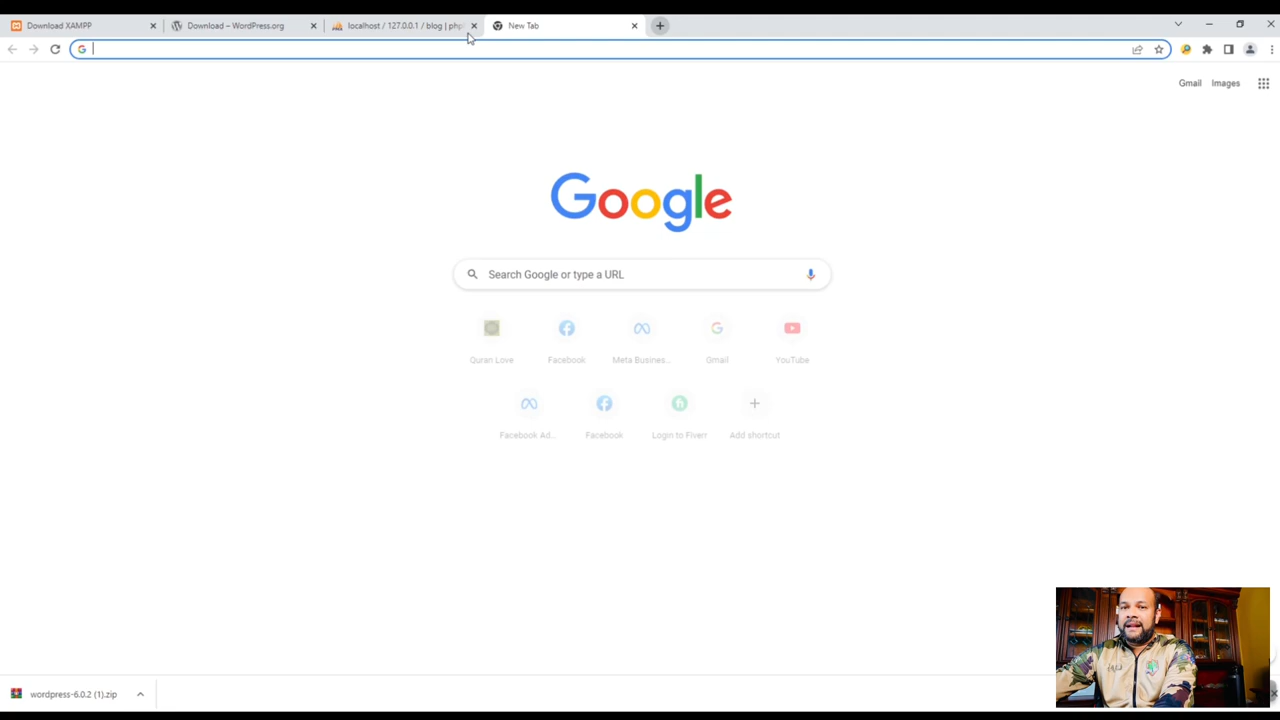 Download XAMPP
Download – WordPress.org
localhost / 127.0.0.1 / blog | php
New Tab
Gmail
Images
Google
Search Google or type a URL
Quran Love
Facebook
Meta Busines...
Gmail
YouTube
Facebook Ad...
Facebook
Login to Fiverr
Add shortcut
wordpress-6.0.2 (1).zip